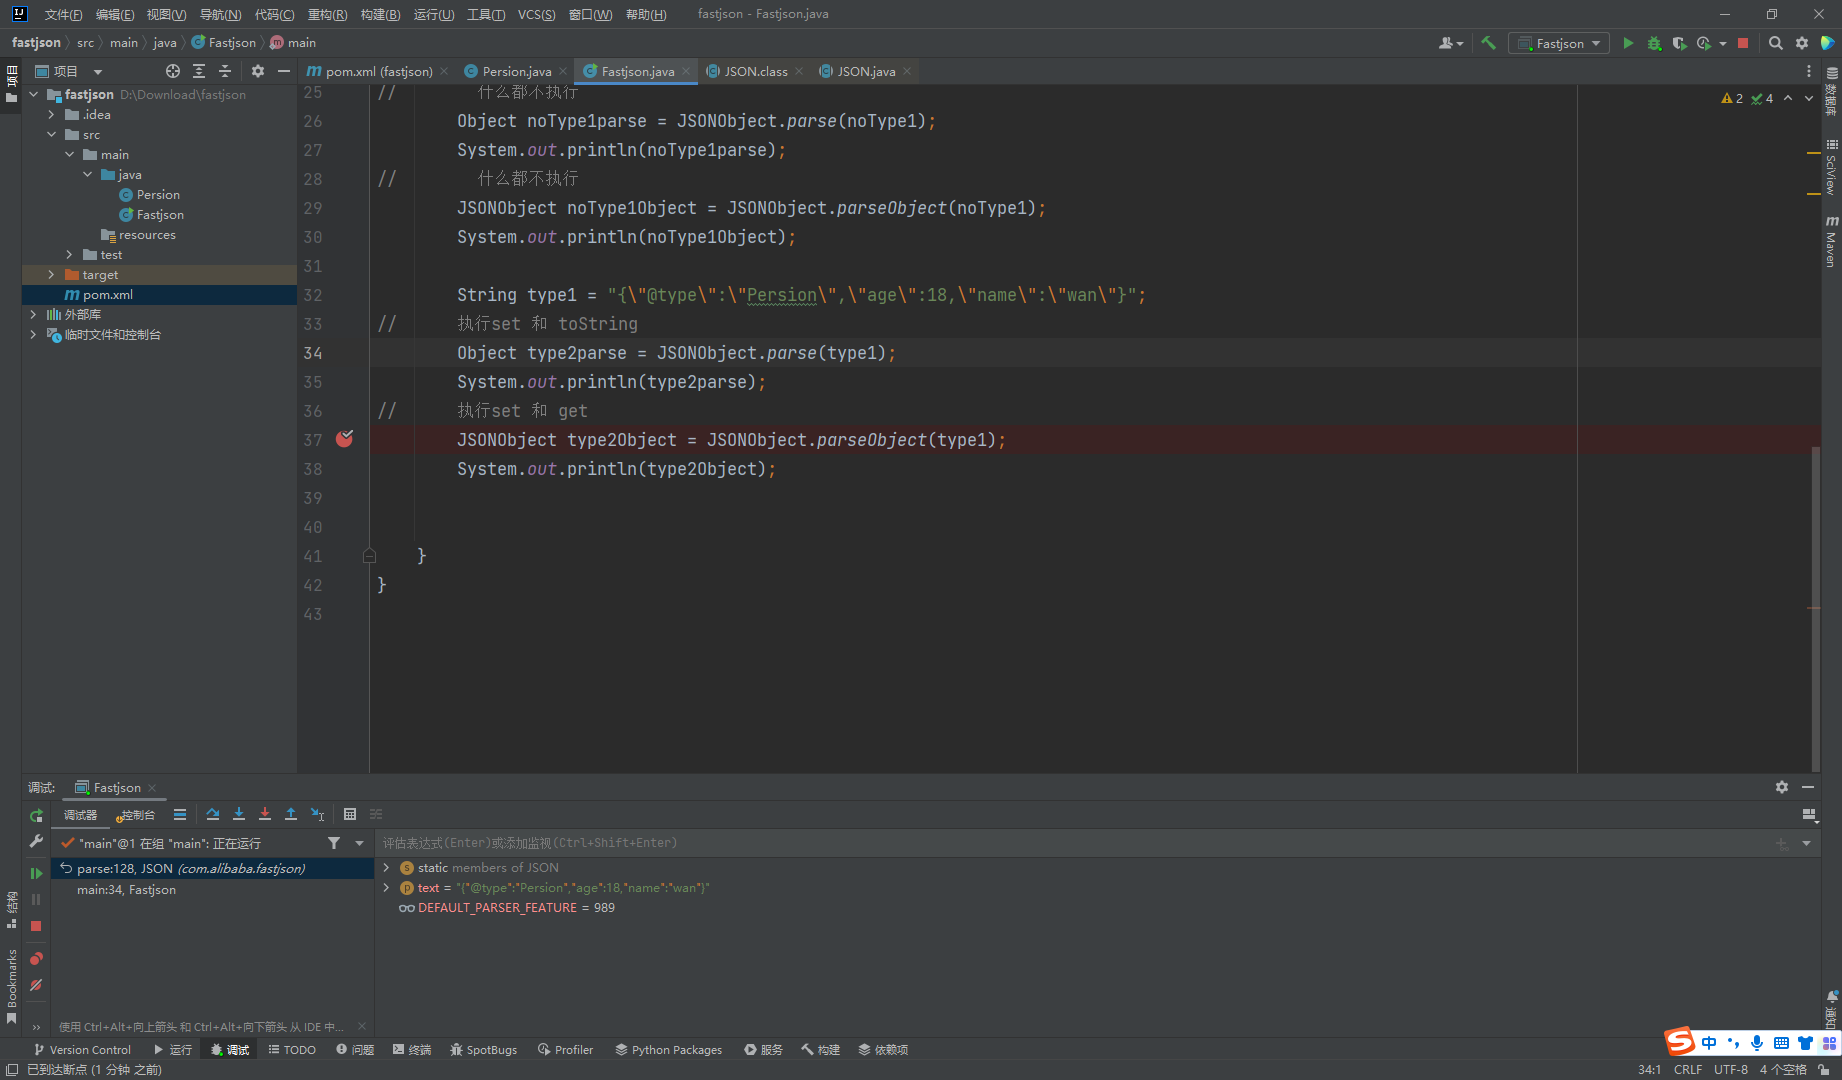 文件(F) 编辑(E) 视图(V) 导航(N) 代码(C) 重构(R) 构建(B) 运行(U) 工具(T) VCS(S) 窗口(W) 帮助(H) fastjson - Fastjson.java
fastjson src main java Fastjson main
Fastjson
项目
项目
pom.xml (fastjson) Persion.java Fastjson.java JSON.class JSON.java
fastjson D:\Download\fastjson
.idea
src
main
java
Persion
Fastjson
resources
test
target
pom.xml
外部库
临时文件和控制台
2 4
25 // 什么都不执行
26 Object noType1parse = JSONObject.parse(noType1);
27 System.out.println(noType1parse);
28 // 什么都不执行
29 JSONObject noType1Object = JSONObject.parseObject(noType1);
30 System.out.println(noType1Object);
31
32 String type1 = "{\"@type\":\"Persion\",\"age\":18,\"name\":\"wan\"}";
33 // 执行set 和 toString
34 Object type2parse = JSONObject.parse(type1);
35 System.out.println(type2parse);
36 // 执行set 和 get
37 JSONObject type2Object = JSONObject.parseObject(type1);
38 System.out.println(type2Object);
39
40
41 }
42 }
43
数据库
SciView
Maven
通知
结构
Bookmarks
调试: Fastjson
调试器 控制台
"main"@1 在组 "main": 正在运行
parse:128, JSON (com.alibaba.fastjson)
main:34, Fastjson
使用 Ctrl+Alt+向上箭头 和 Ctrl+Alt+向下箭头 从 IDE 中...
评估表达式(Enter)或添加监视(Ctrl+Shift+Enter)
static members of JSON
text = "{"@type":"Persion","age":18,"name":"wan"}"
DEFAULT_PARSER_FEATURE = 989
Version Control 运行 调试 TODO 问题 终端 SpotBugs Profiler Python Packages 服务 构建 依赖项
中
已到达断点 (1 分钟 之前)
34:1 CRLF UTF-8 4 个空格